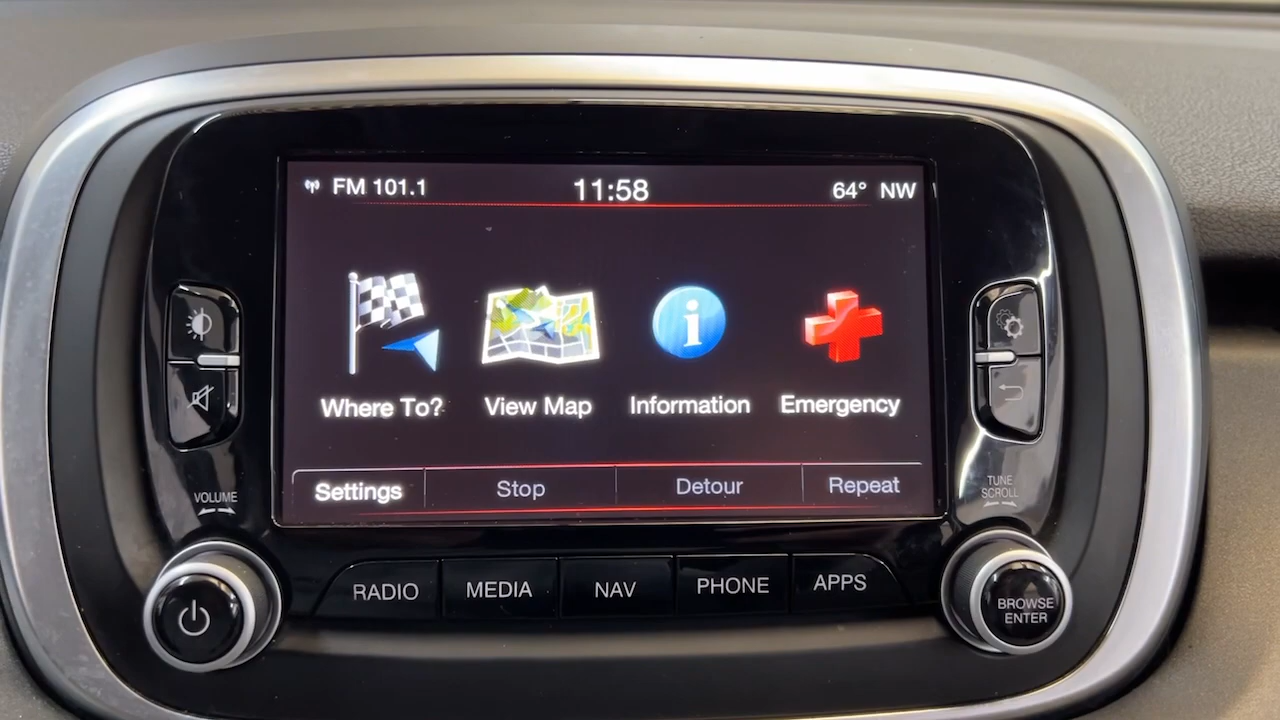 FM 101.1 11:58 64° NW
Where To? View Map Information Emergency
Settings Stop Detour Repeat
VOLUME
TUNE
SCROLL
RADIO MEDIA NAV PHONE APPS
BROWSE
ENTER